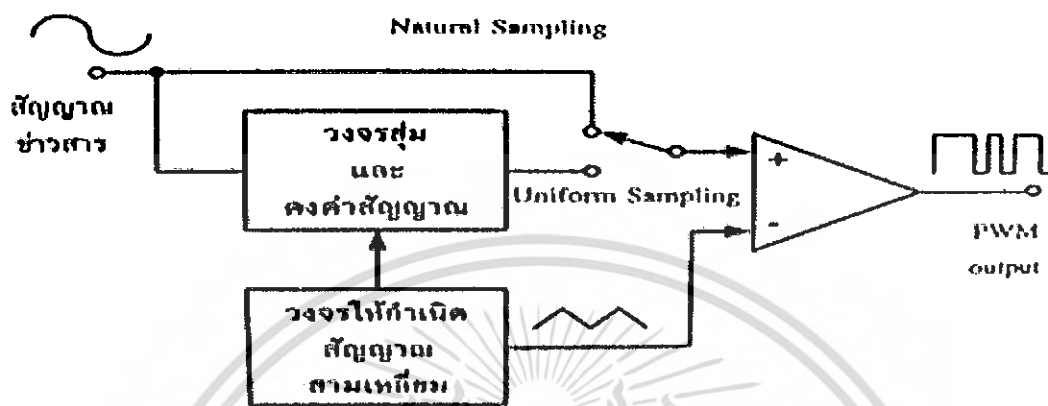 Natural Sampling
สัญญาณ
ข่าวสาร
วงจรสุ่ม
และ
คงค่าสัญญาณ
Uniform Sampling
+
-
PWM
output
วงจรให้กำเนิด
สัญญาณ
สามเหลี่ยม